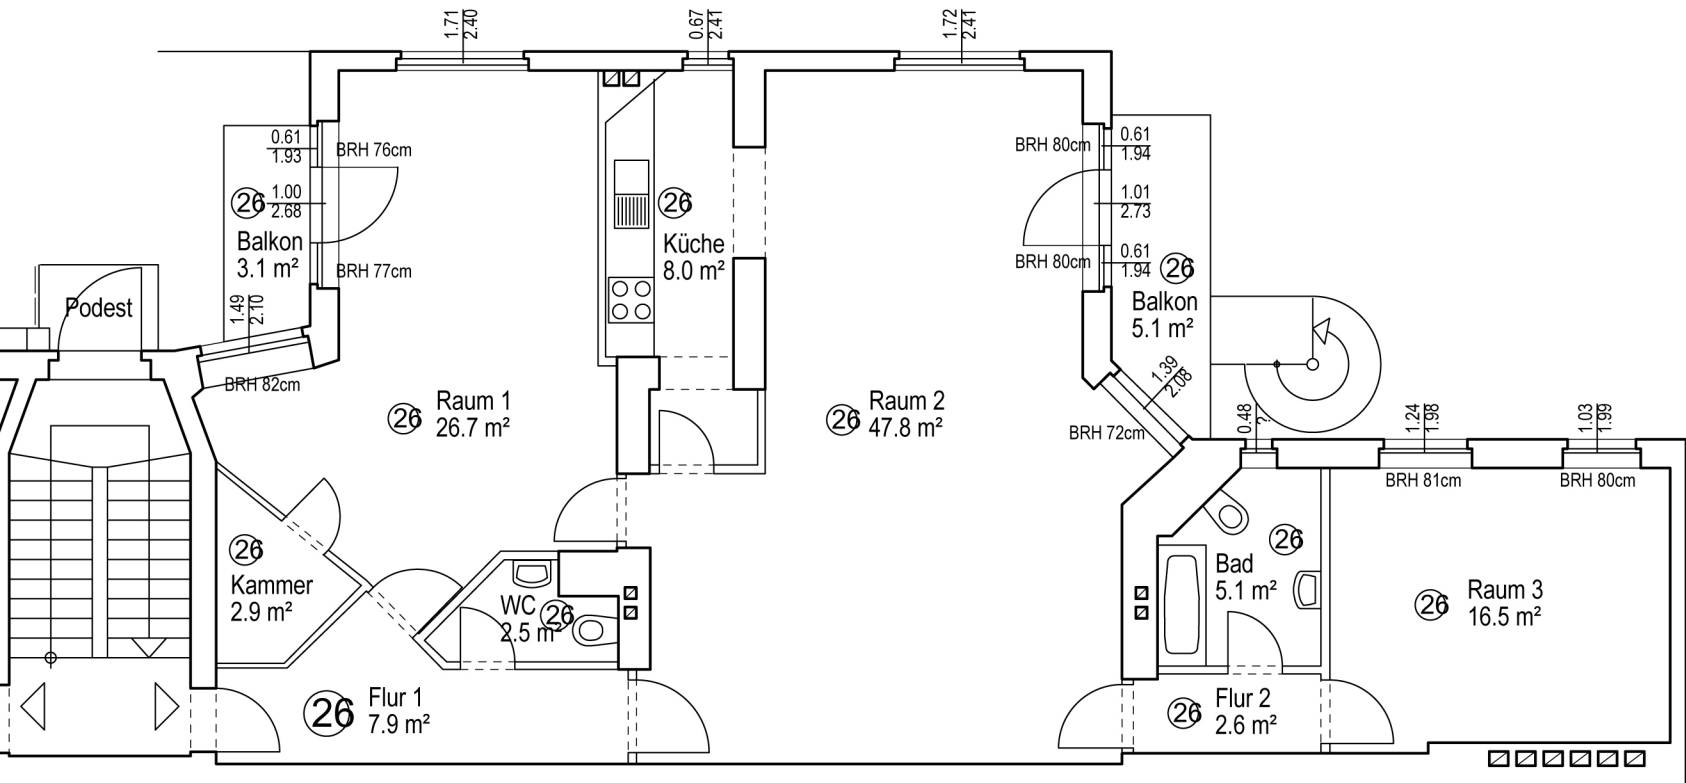 1.71
2.40
0.67
2.41
1.72
2.41
0.61
1.93
BRH 76cm
26
1.00
2.68
Balkon
3.1 m²
BRH 77cm
1.49
2.10
BRH 82cm
Podest
26
Küche
8.0 m²
BRH 80cm
0.61
1.94
1.01
2.73
BRH 80cm
0.61
1.94
26
Balkon
5.1 m²
1.39
2.08
BRH 72cm
0.48
?
1.24
1.98
1.03
1.99
BRH 81cm
BRH 80cm
26
Raum 1
26.7 m²
26
Raum 2
47.8 m²
26
Kammer
2.9 m²
WC
26
2.5 m²
26
Bad
5.1 m²
26
Raum 3
16.5 m²
26
Flur 1
7.9 m²
26
Flur 2
2.6 m²